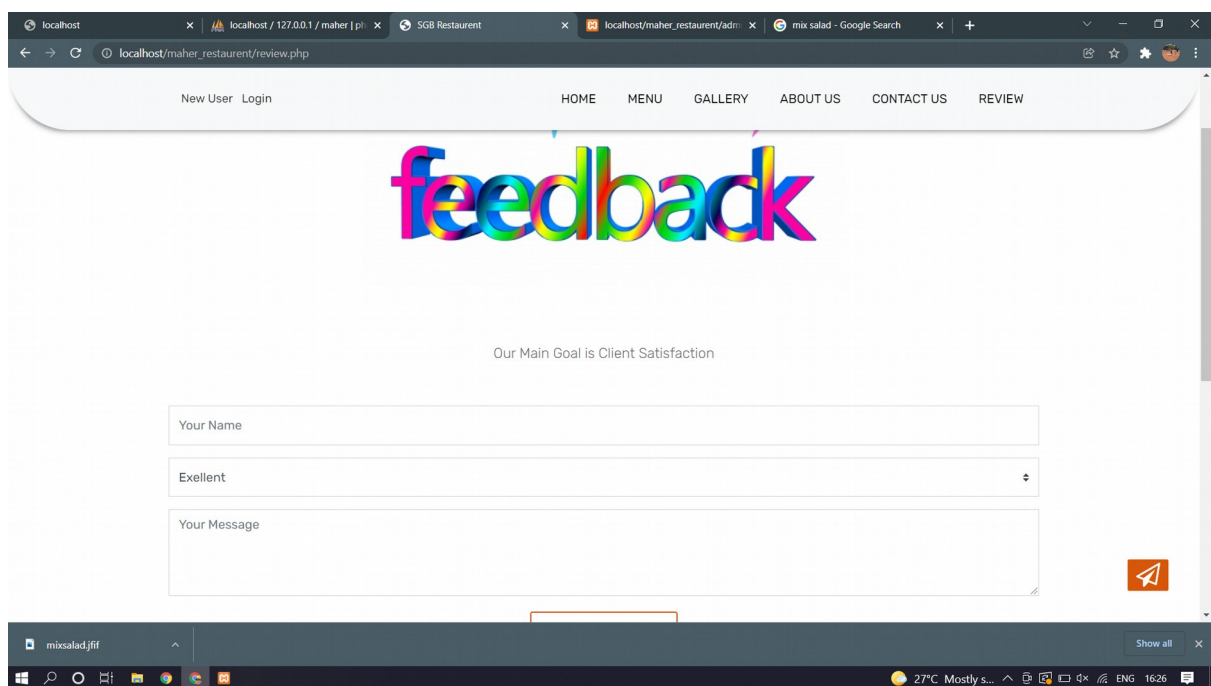 localhost
localhost / 127.0.0.1 / maher | ph
SGB Restaurent
localhost/maher_restaurent/adm
mix salad - Google Search
localhost/maher_restaurent/review.php
New User Login HOME MENU GALLERY ABOUT US CONTACT US REVIEW
feedback
Our Main Goal is Client Satisfaction
Your Name
Exellent
Your Message
mixsalad.jfif
Show all
27°C Mostly s... ENG 16:26